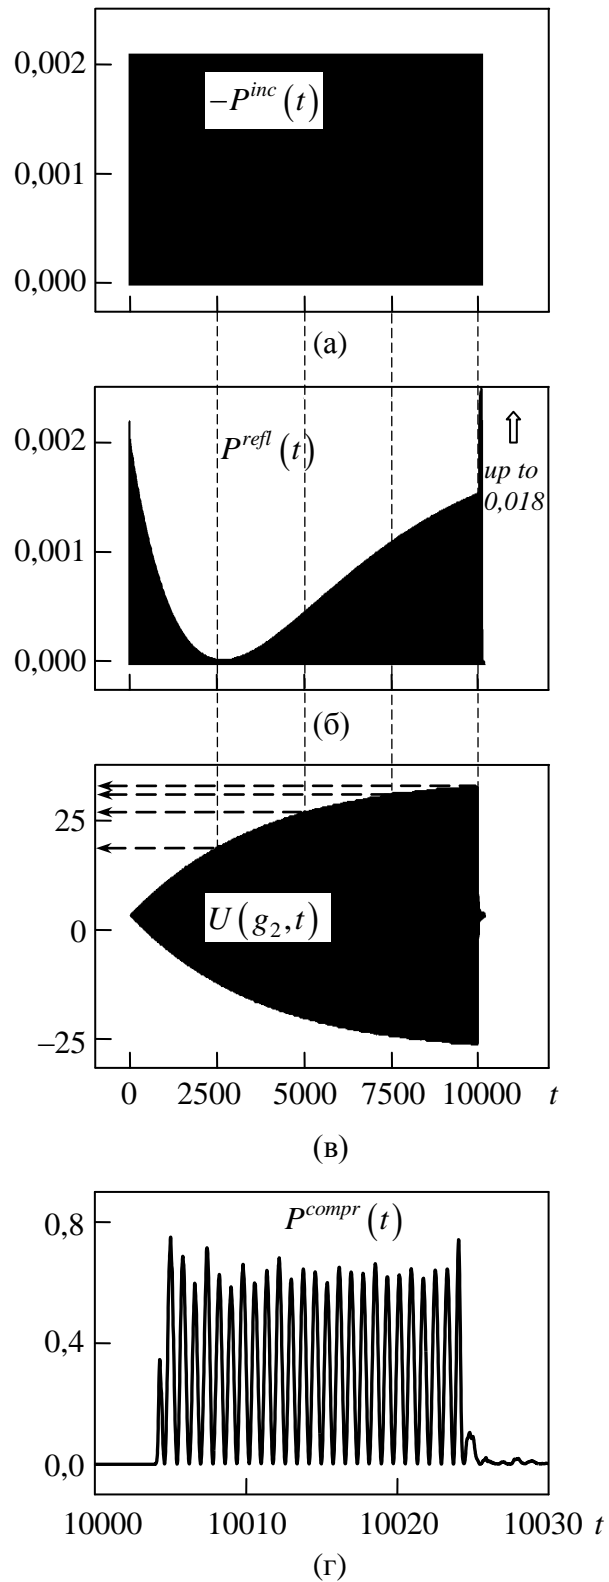 0,002
−P^inc (t)
0,001
0,000
(а)
0,002
P^refl (t)
up to
0,018
0,001
0,000
(б)
25
U(g₂,t)
0
−25
0 2500 5000 7500 10000 t
(в)
0,8
P^compr (t)
0,4
0,0
10000 10010 10020 10030 t
(г)